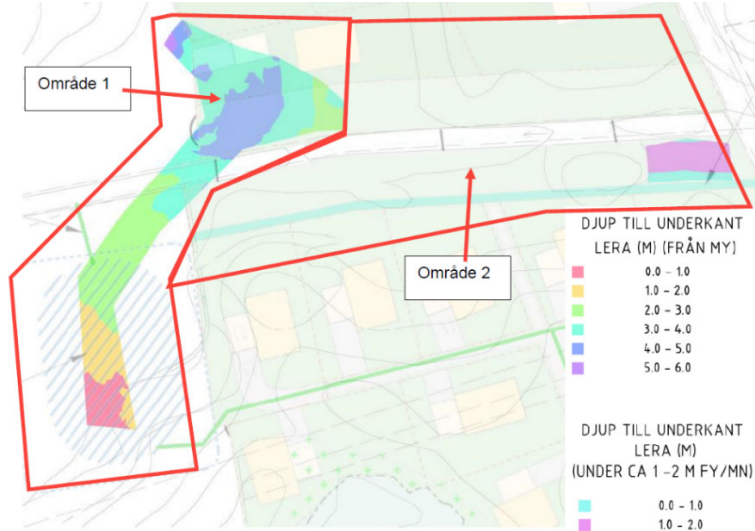 Område 1
Område 2
DJUP TILL UNDERKANT
LERA (M) (FRÅN MY)
0.0 - 1.0
1.0 - 2.0
2.0 - 3.0
3.0 - 4.0
4.0 - 5.0
5.0 - 6.0
DJUP TILL UNDERKANT
LERA (M)
(UNDER CA 1 -2 M FY/MN)
0.0 - 1.0
1.0 - 2.0